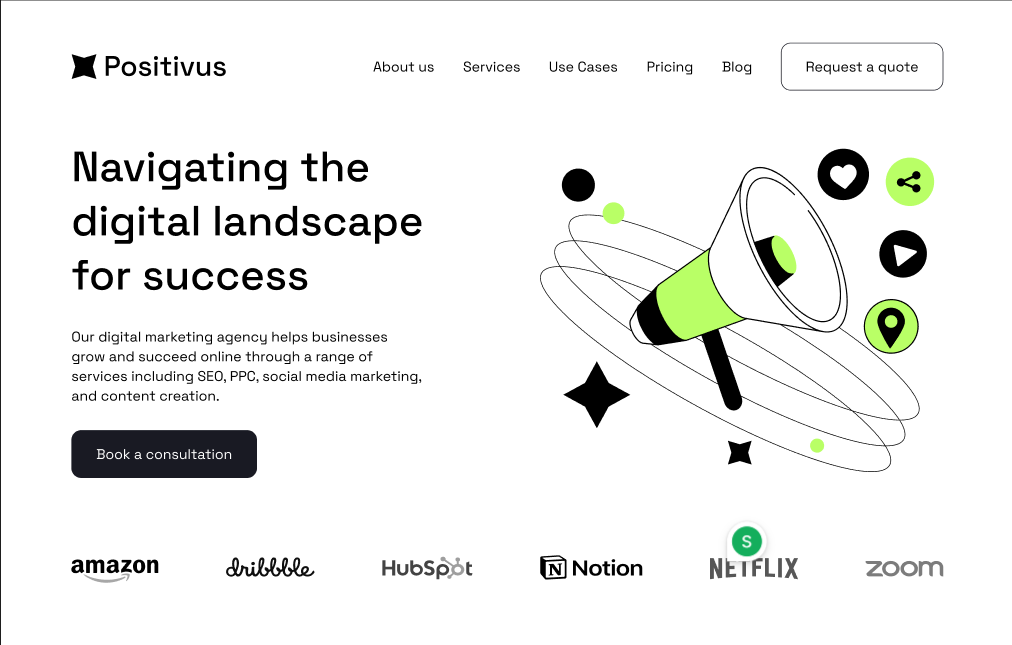 Positivus
About us Services Use Cases Pricing Blog Request a quote
Navigating the
digital landscape
for success
Our digital marketing agency helps businesses
grow and succeed online through a range of
services including SEO, PPC, social media marketing,
and content creation.
Book a consultation
S
amazon dribbble HubSpot N Notion NETFLIX zoom